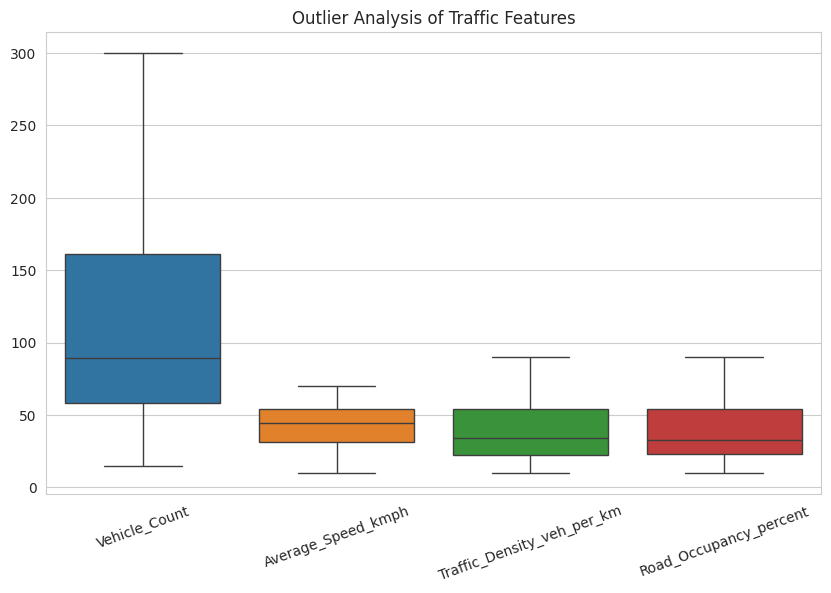 Outlier Analysis of Traffic Features
300
250
200
150
100
50
0
Vehicle_Count
Average_Speed_kmph
Traffic_Density_veh_per_km
Road_Occupancy_percent